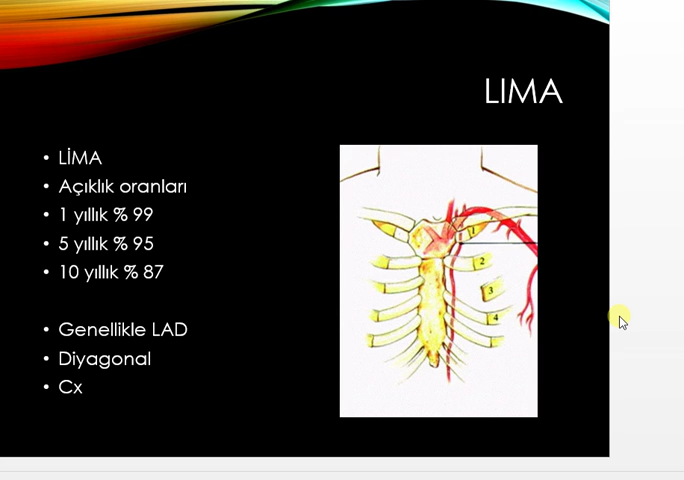 LIMA
• LİMA
• Açıklık oranları
• 1 yıllık % 99
• 5 yıllık % 95
• 10 yıllık % 87
• Genellikle LAD
• Diyagonal
• Cx
1
2
3
4